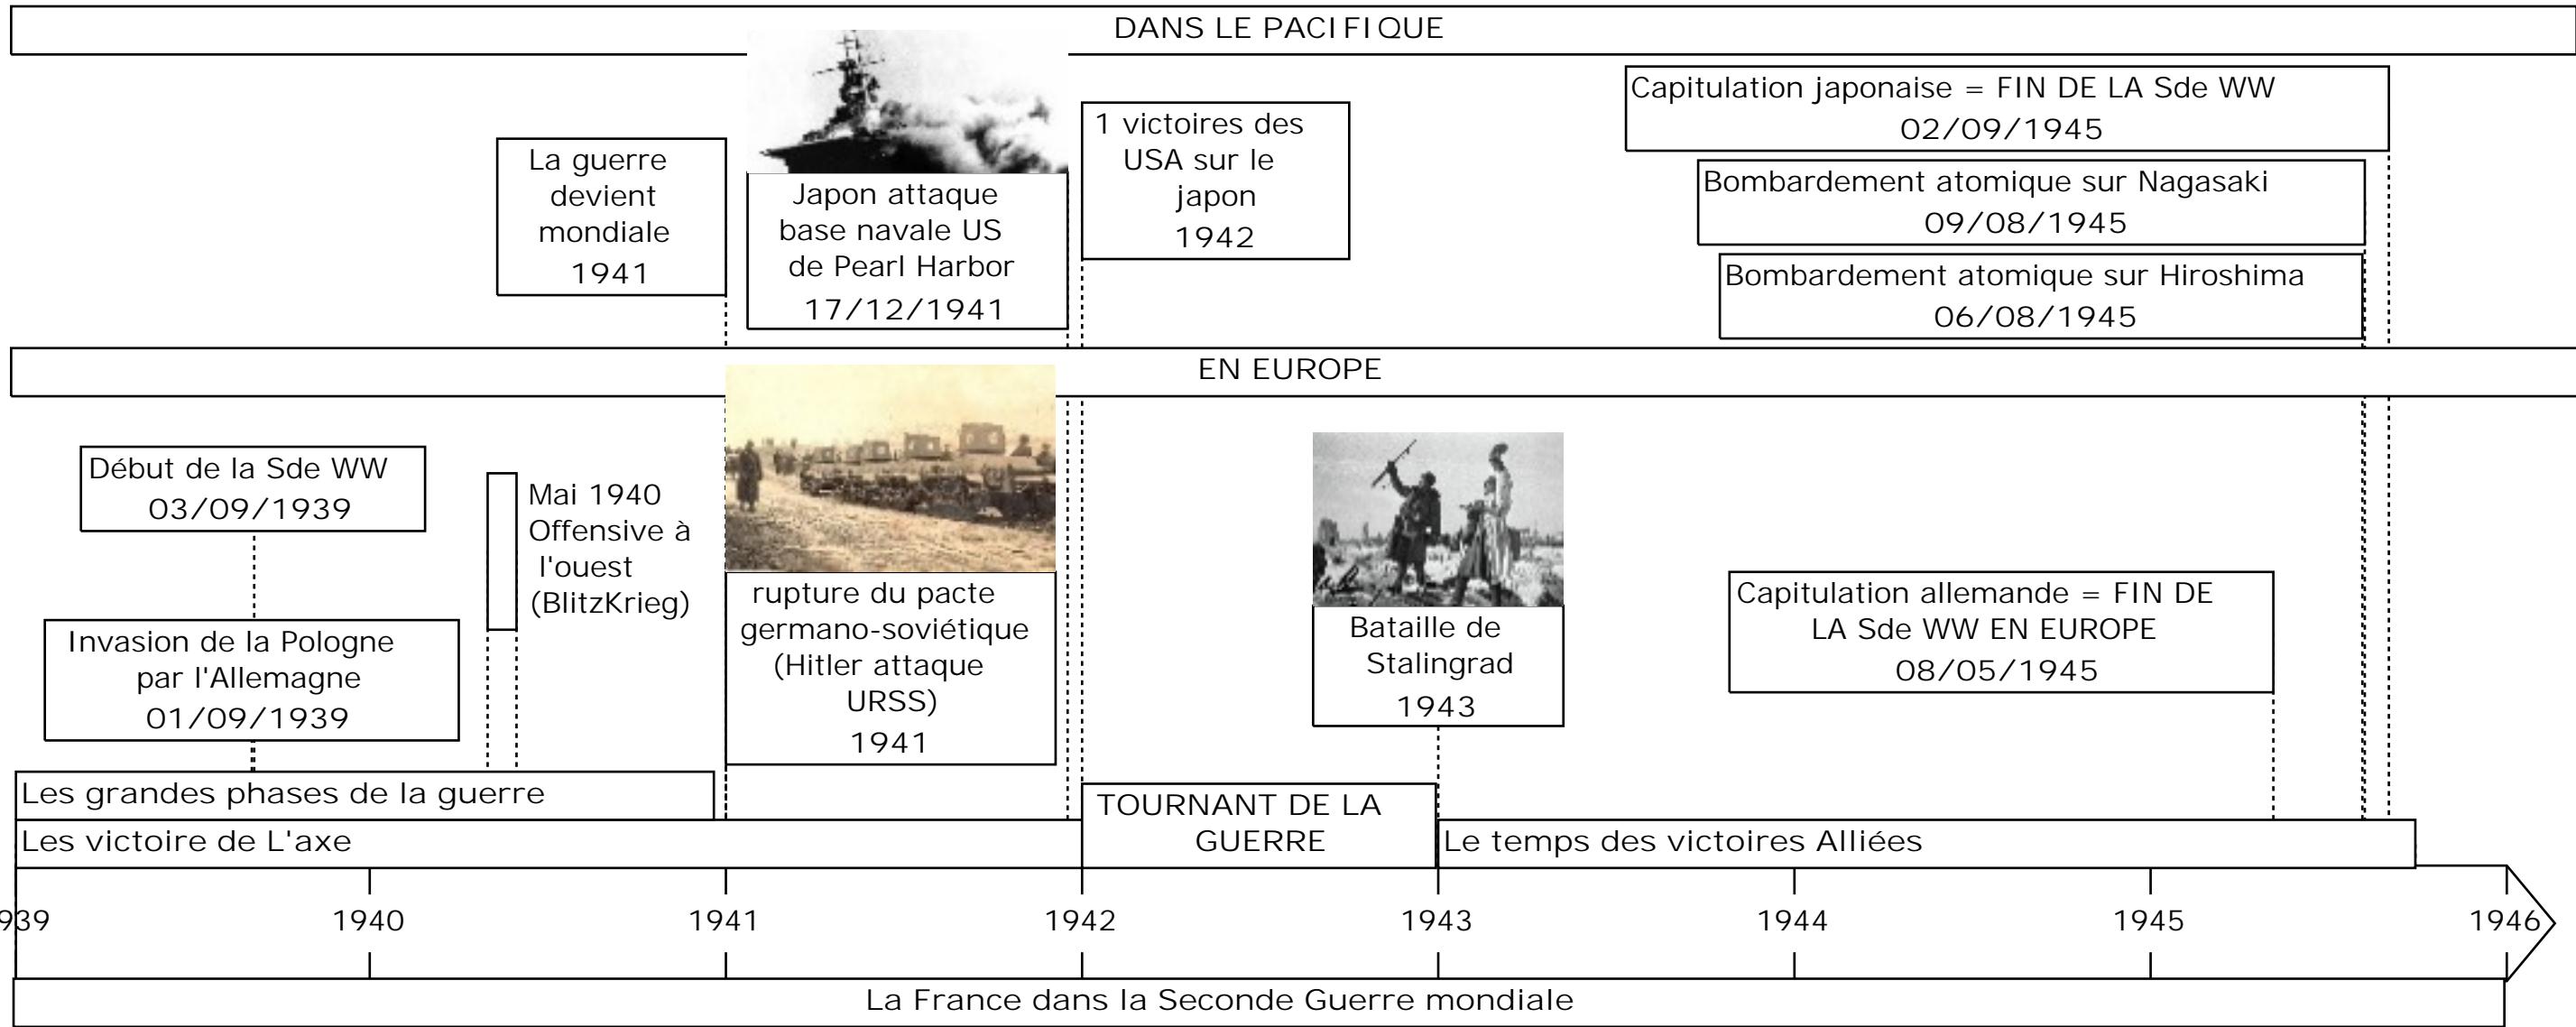 DANS LE PACIFIQUE
Capitulation japonaise = FIN DE LA Sde WW
02/09/1945
1 victoires des
USA sur le
japon
1942
La guerre
devient
mondiale
1941
Bombardement atomique sur Nagasaki
09/08/1945
Japon attaque
base navale US
de Pearl Harbor
17/12/1941
Bombardement atomique sur Hiroshima
06/08/1945
EN EUROPE
Début de la Sde WW
03/09/1939
Mai 1940
Offensive à
l'ouest
(BlitzKrieg)
rupture du pacte
germano-soviétique
(Hitler attaque
URSS)
1941
Capitulation allemande = FIN DE
LA Sde WW EN EUROPE
08/05/1945
Bataille de
Stalingrad
1943
Invasion de la Pologne
par l'Allemagne
01/09/1939
Les grandes phases de la guerre
TOURNANT DE LA
GUERRE
Les victoire de L'axe
Le temps des victoires Alliées
939 1940 1941 1942 1943 1944 1945 1946
La France dans la Seconde Guerre mondiale